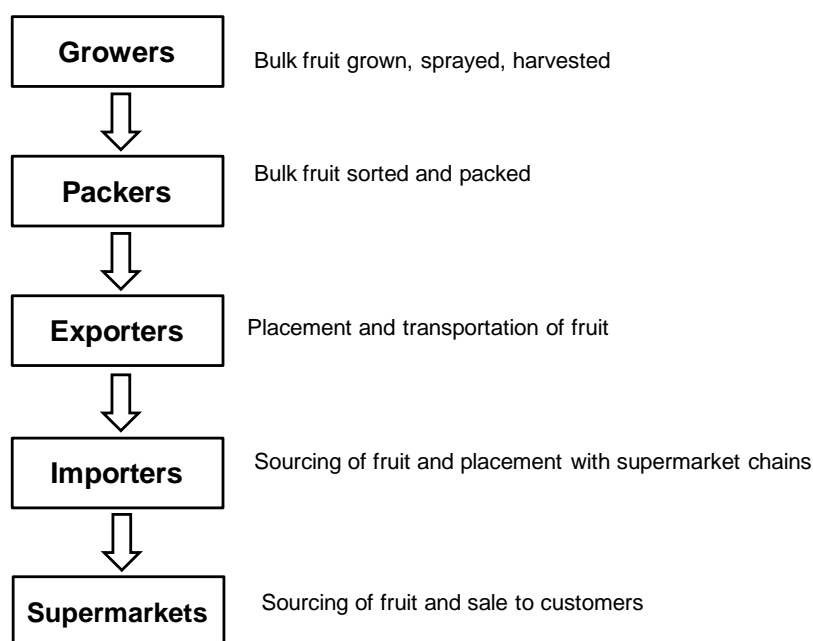 Growers
Bulk fruit grown, sprayed, harvested
Packers
Bulk fruit sorted and packed
Exporters
Placement and transportation of fruit
Importers
Sourcing of fruit and placement with supermarket chains
Supermarkets
Sourcing of fruit and sale to customers